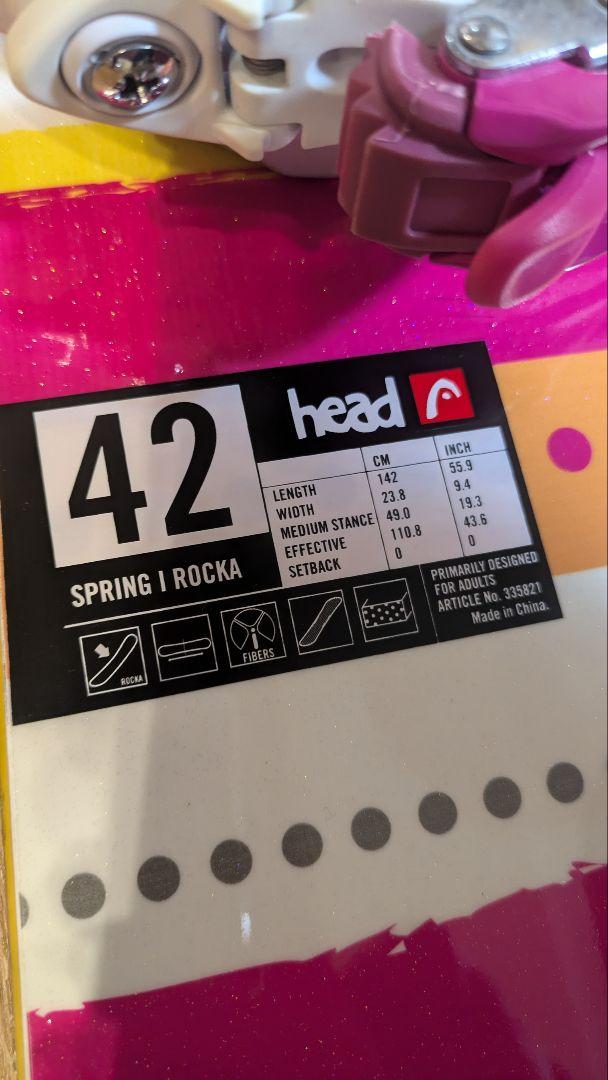 42
head
CM INCH
LENGTH 142 55.9
WIDTH 23.8 9.4
MEDIUM STANCE 49.0 19.3
EFFECTIVE 110.8 43.6
SETBACK 0 0
SPRING I ROCKA
ROCKA
FIBERS
PRIMARILY DESIGNED
FOR ADULTS
ARTICLE No. 335821
Made in China.